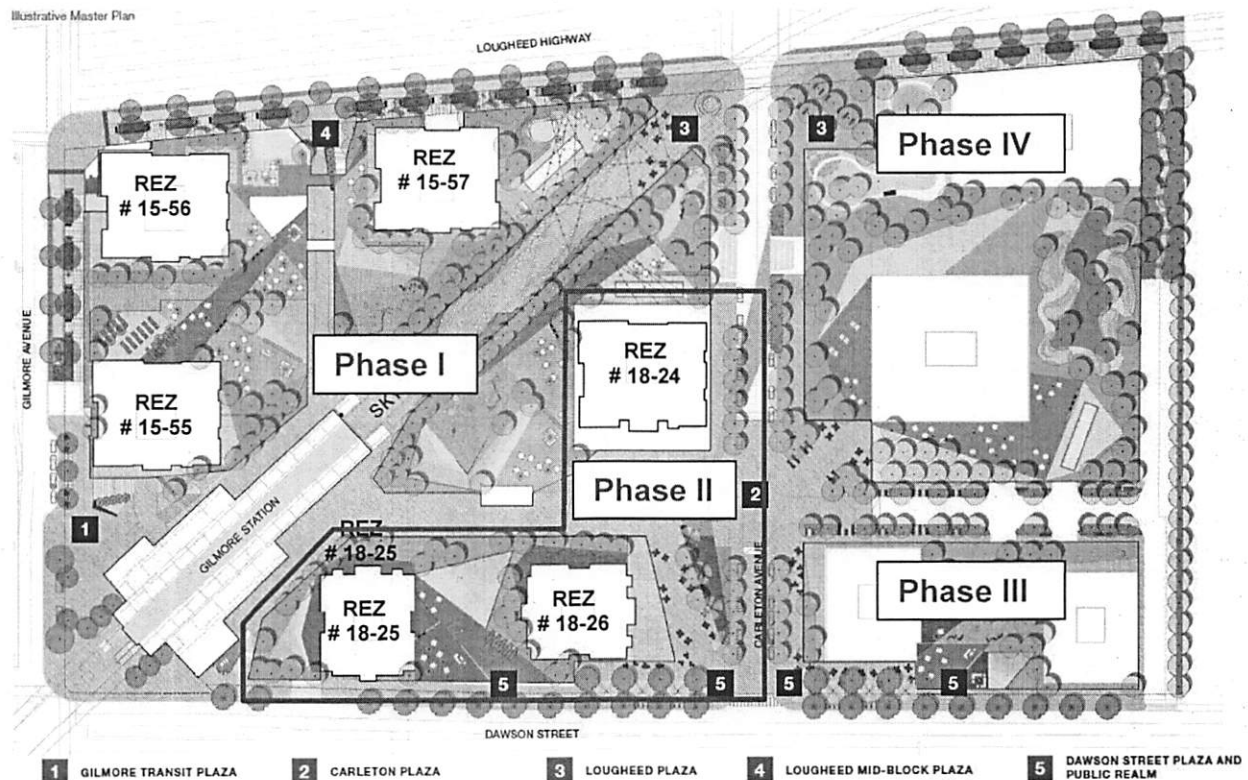 Illustrative Master Plan
LOUGHEED HIGHWAY
4
3
3
Phase IV
REZ
# 15-56
REZ
# 15-57
GILMORE AVENUE
Phase I
REZ
# 18-24
REZ
# 15-55
SK
Phase II
2
1
GILMORE STATION
REZ
# 18-25
REZ
# 18-25
REZ
# 18-26
CARLETON AVENUE
Phase III
5
5
5
5
DAWSON STREET
1 GILMORE TRANSIT PLAZA
2 CARLETON PLAZA
3 LOUGHEED PLAZA
4 LOUGHEED MID-BLOCK PLAZA
5 DAWSON STREET PLAZA AND
PUBLIC REALM